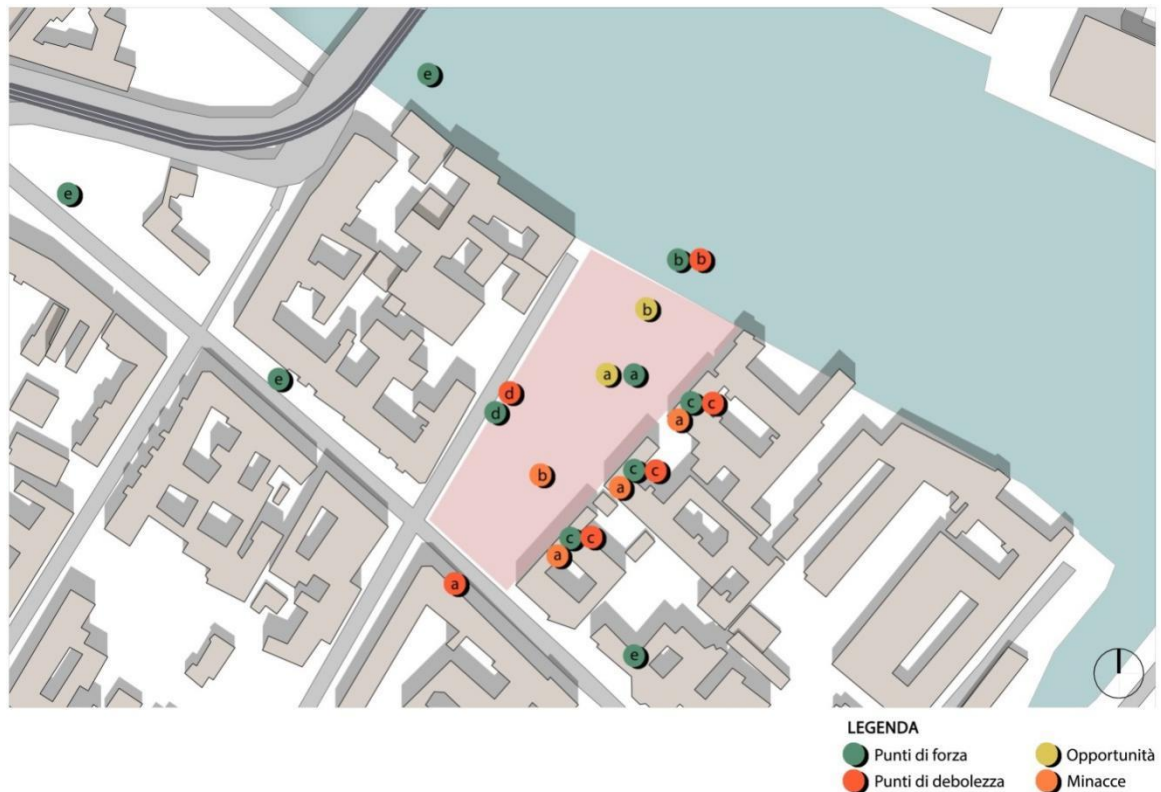 e
e
b b
b
a a
e
d
d
c c
a
b
c c
a
c c
a
a
e
LEGENDA
Punti di forza
Opportunità
Punti di debolezza
Minacce